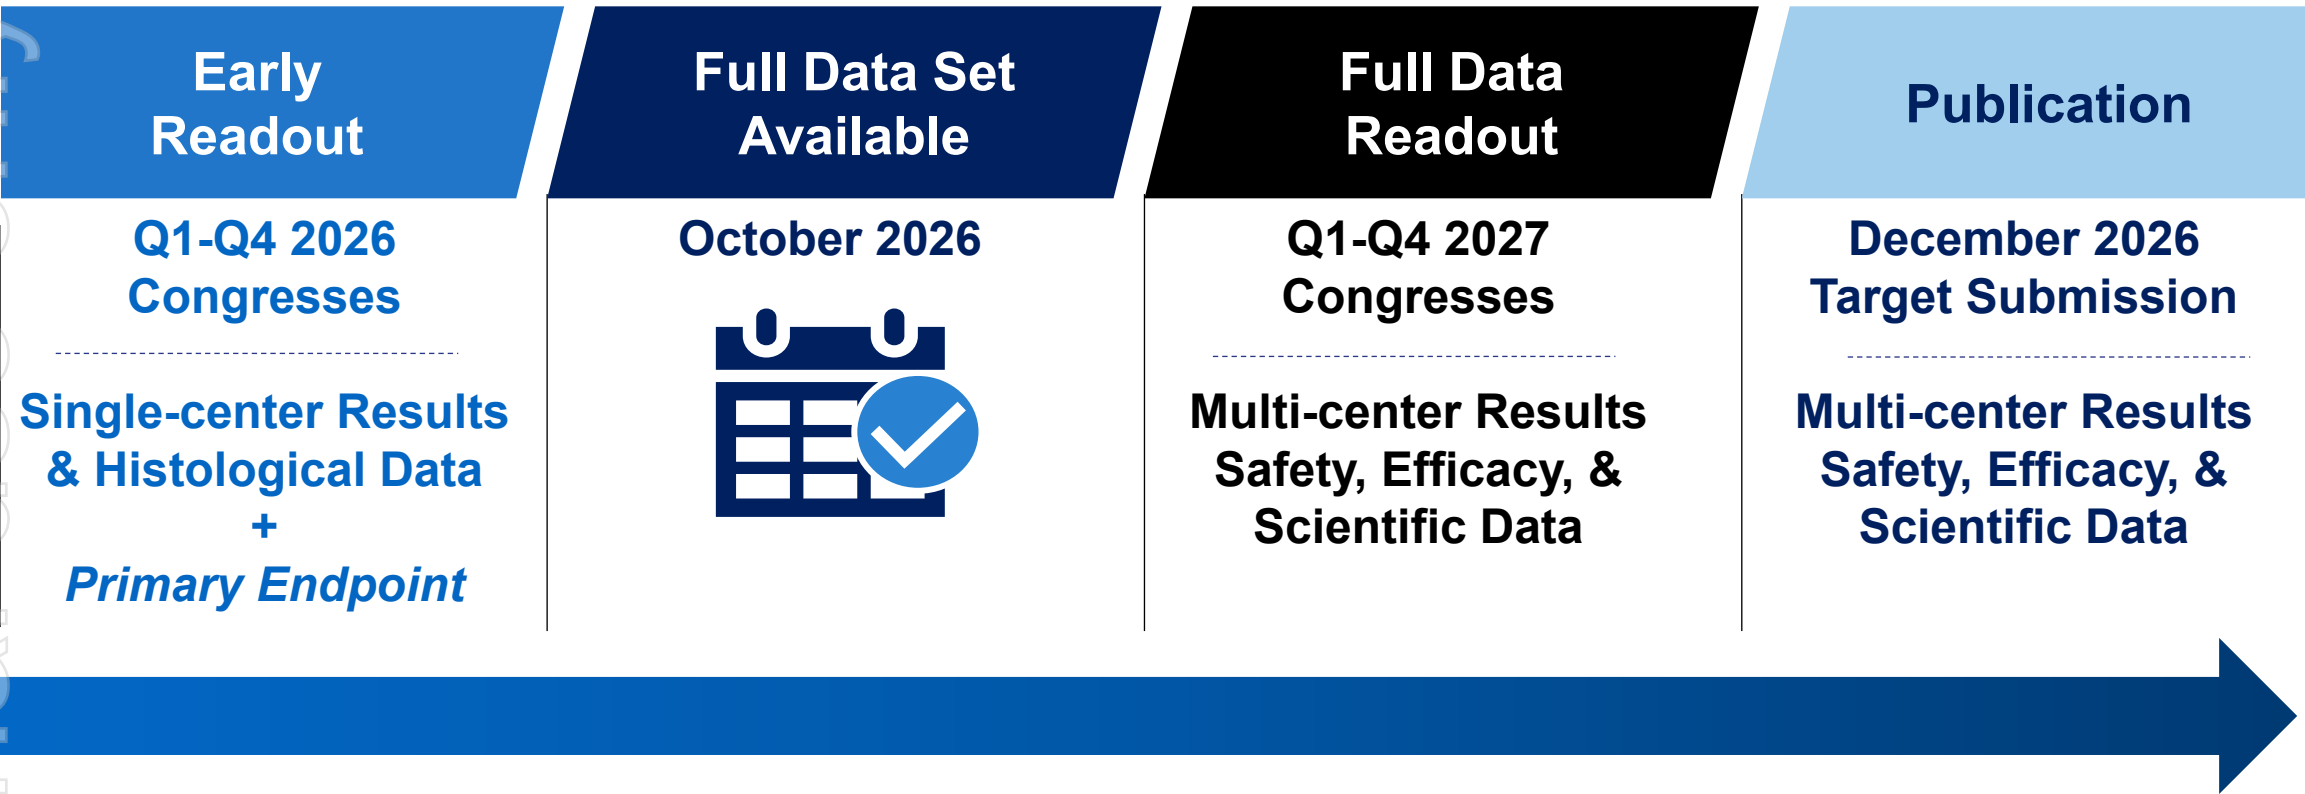 Early
Readout
Full Data Set
Available
Full Data
Readout
Publication
Q1-Q4 2026
Congresses
Single-center Results
& Histological Data
+
Primary Endpoint
October 2026
Q1-Q4 2027
Congresses
Multi-center Results
Safety, Efficacy, &
Scientific Data
December 2026
Target Submission
Multi-center Results
Safety, Efficacy, &
Scientific Data